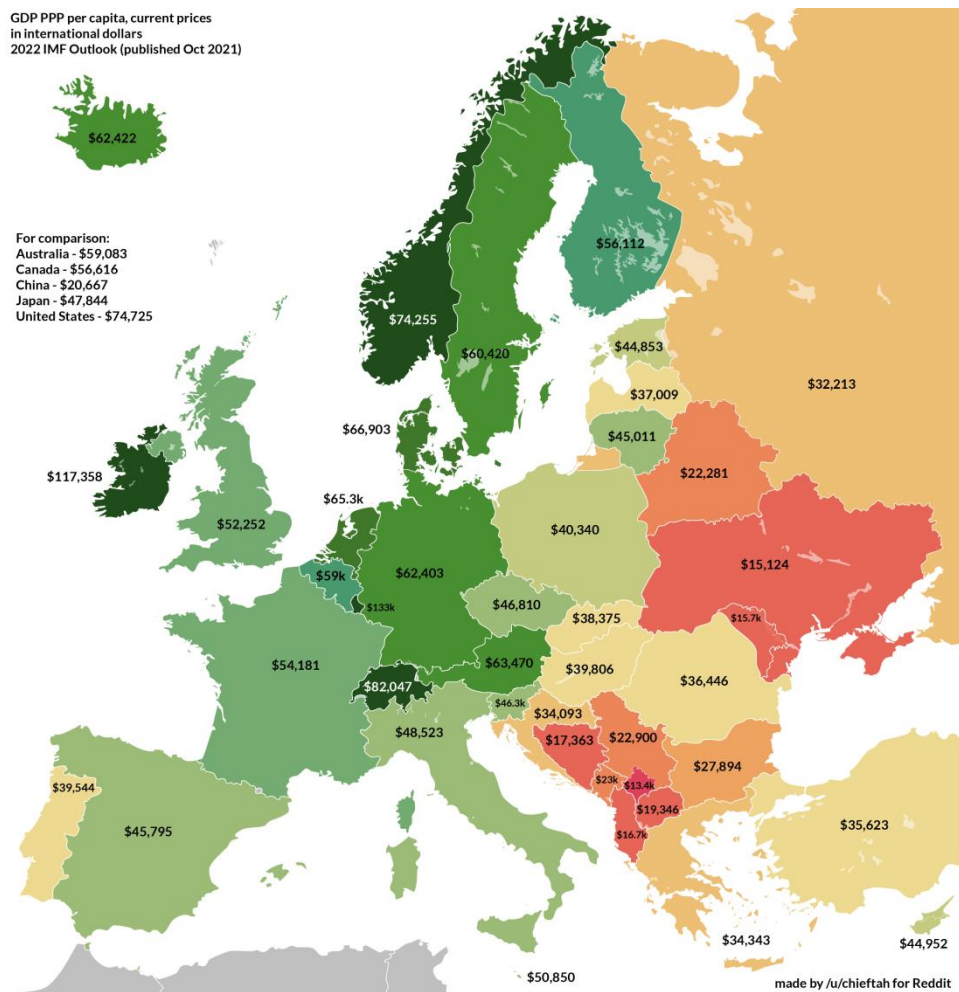 GDP PPP per capita, current prices
in international dollars
2022 IMF Outlook (published Oct 2021)
$62,422
For comparison:
Australia - $59,083
Canada - $56,616
China - $20,667
Japan - $47,844
United States - $74,725
$56,112
$74,255
$60,420
$44,853
$32,213
$37,009
$66,903
$45,011
$117,358
$22,281
$65.3k
$52,252
$40,340
$15,124
$59k
$62,403
$133k
$46,810
$38,375
$15.7k
$54,181
$63,470
$39,806
$82,047
$36,446
$46.3k
$34,093
$48,523
$17,363
$22,900
$27,894
$39,544
$23k
$13.4k
$19,346
$35,623
$45,795
$16.7k
$34,343
$44,952
$50,850
made by /u/chieftah for Reddit